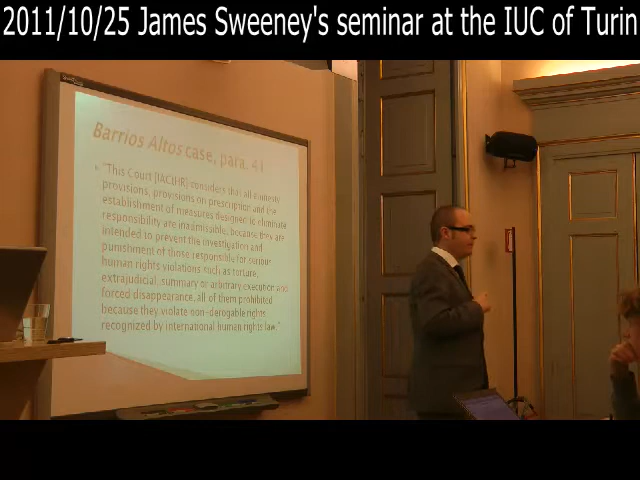 2011/10/25 James Sweeney's seminar at the IUC of Turin
Barrios Altos case, para. 41
"This Court [IACtHR] considers that all amnesty
provisions, provisions on prescription and the
establishment of measures designed to eliminate
responsibility are inadmissible, because they are
intended to prevent the investigation and
punishment of those responsible for serious
human rights violations such as torture,
extrajudicial, summary or arbitrary execution and
forced disappearance, all of them prohibited
because they violate non-derogable rights
recognized by international human rights law."